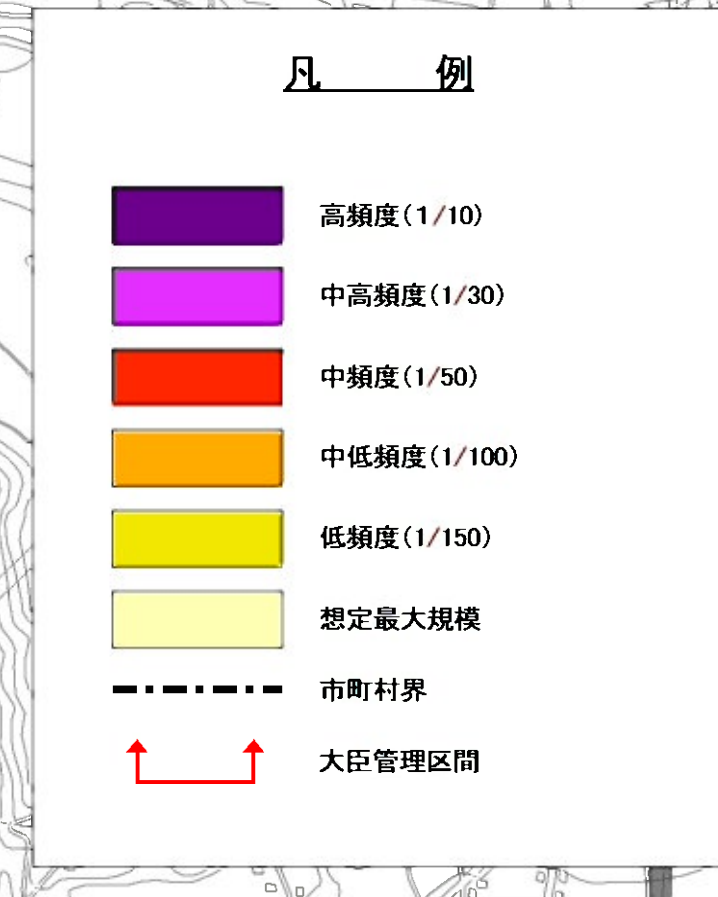 凡 例
高頻度(1/10)
中高頻度(1/30)
中頻度(1/50)
中低頻度(1/100)
低頻度(1/150)
想定最大規模
市町村界
大臣管理区間